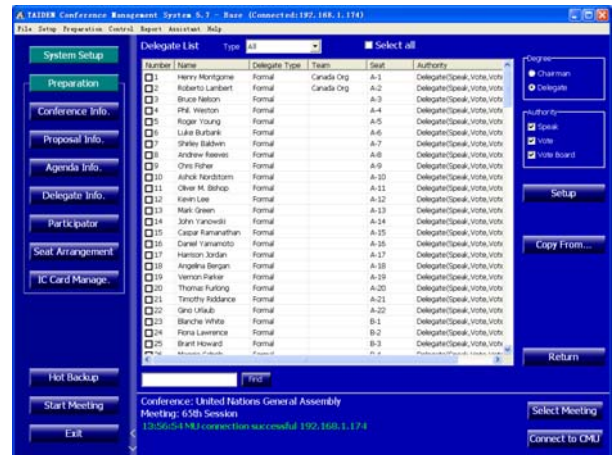 TAIDEN Conference Management System 5.7 - Base (Connected:192.168.1.174)
File Setup Preparation Control Report Assistant Help
System Setup
Preparation
Conference Info.
Proposal Info.
Agenda Info.
Delegate Info.
Participator
Seat Arrangement
IC Card Manage.
Hot Backup
Start Meeting
Exit
Delegate List Type All Select all
Number Name Delegate Type Team Seat Authority
1 Henry Montgome Formal Canada Org A-1 Delegate(Speak,Vote,Vote
2 Roberto Lambert Formal Canada Org A-2 Delegate(Speak,Vote,Vote
3 Bruce Nelson Formal A-3 Delegate(Speak,Vote,Vote
4 Phil. Weston Formal A-4 Delegate(Speak,Vote,Vote
5 Roger Young Formal A-5 Delegate(Speak,Vote,Vote
6 Luke Burbank Formal A-6 Delegate(Speak,Vote,Vote
7 Shirley Baldwin Formal A-7 Delegate(Speak,Vote,Vote
8 Andrew Reeves Formal A-8 Delegate(Speak,Vote,Vote
9 Chris Fisher Formal A-9 Delegate(Speak,Vote,Vote
10 Ashok Nordstorm Formal A-10 Delegate(Speak,Vote,Vote
11 Oliver M. Bishop Formal A-11 Delegate(Speak,Vote,Vote
12 Kevin Lee Formal A-12 Delegate(Speak,Vote,Vote
13 Mark Green Formal A-13 Delegate(Speak,Vote,Vote
14 John Yanowski Formal A-14 Delegate(Speak,Vote,Vote
15 Caspar Ramanathan Formal A-15 Delegate(Speak,Vote,Vote
16 Daniel Yamamoto Formal A-16 Delegate(Speak,Vote,Vote
17 Harrison Jordan Formal A-17 Delegate(Speak,Vote,Vote
18 Angelina Bergan Formal A-18 Delegate(Speak,Vote,Vote
19 Vernon Parker Formal A-19 Delegate(Speak,Vote,Vote
20 Thomas Furlong Formal A-20 Delegate(Speak,Vote,Vote
21 Timothy Riddance Formal A-21 Delegate(Speak,Vote,Vote
22 Gino Urlaub Formal A-22 Delegate(Speak,Vote,Vote
23 Blanche White Formal B-1 Delegate(Speak,Vote,Vote
24 Fiona Lawrence Formal B-2 Delegate(Speak,Vote,Vote
25 Brant Howard Formal B-3 Delegate(Speak,Vote,Vote
Find
Conference: United Nations General Assembly
Meeting: 65th Session
13:56:54 MU connection successful 192.168.1.174
Degree
Chairman
Delegate
Authority
Speak
Vote
Vote Board
Setup
Copy From...
Return
Select Meeting
Connect to CMU